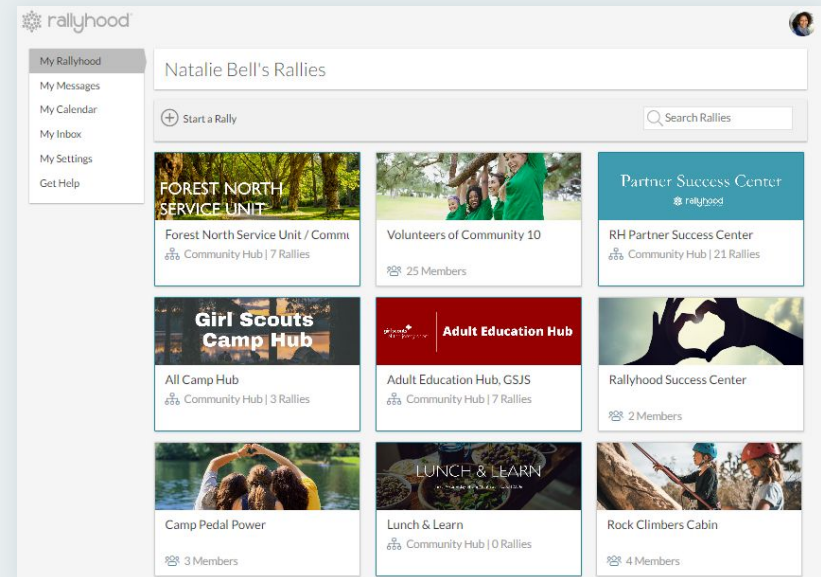 rallyhood
My Rallyhood
My Messages
My Calendar
My Inbox
My Settings
Get Help
Natalie Bell's Rallies
Start a Rally
Search Rallies
FOREST NORTH
SERVICE UNIT
Forest North Service Unit / Commu
Community Hub | 7 Rallies
Volunteers of Community 10
25 Members
Partner Success Center
rallyhood
RH Partner Success Center
Community Hub | 21 Rallies
Girl Scouts
Camp Hub
All Camp Hub
Community Hub | 3 Rallies
girl scouts
Adult Education Hub
Adult Education Hub, GSJS
Community Hub | 7 Rallies
Rallyhood Success Center
2 Members
Camp Pedal Power
3 Members
LUNCH & LEARN
Lunch & Learn
Community Hub | 0 Rallies
Rock Climbers Cabin
4 Members